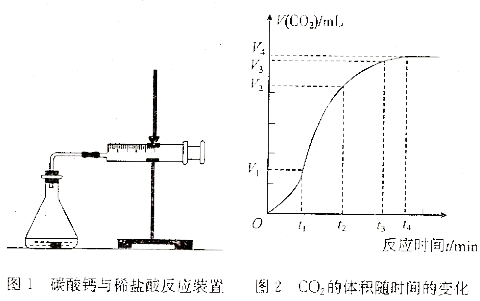 V(CO₂)/mL
V₄
V₃
V₂
V₁
O
t₁ t₂ t₃ t₄
反应时间t/min
图1 碳酸钙与稀盐酸反应装置
图2 CO₂的体积随时间的变化